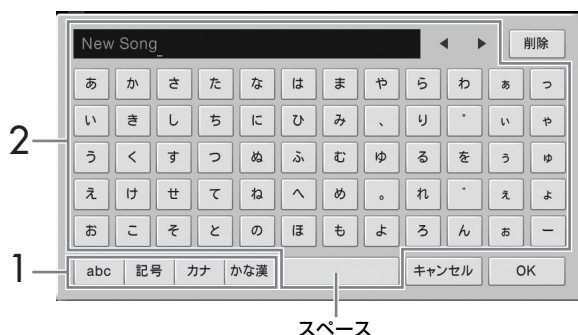 New Song_ ◀ ▶ 削除
あ か さ た な は ま や ら わ ぁ っ
い き し ち に ひ み 、 り ゜ ぃ ゃ
2
う く す つ ぬ ふ む ゆ る を ぅ ゅ
え け せ て ね へ め 。 れ ゛ ぇ ょ
お こ そ と の ほ も よ ろ ん ぉ ー
1 abc 記号 カナ かな漢 キャンセル OK
スペース